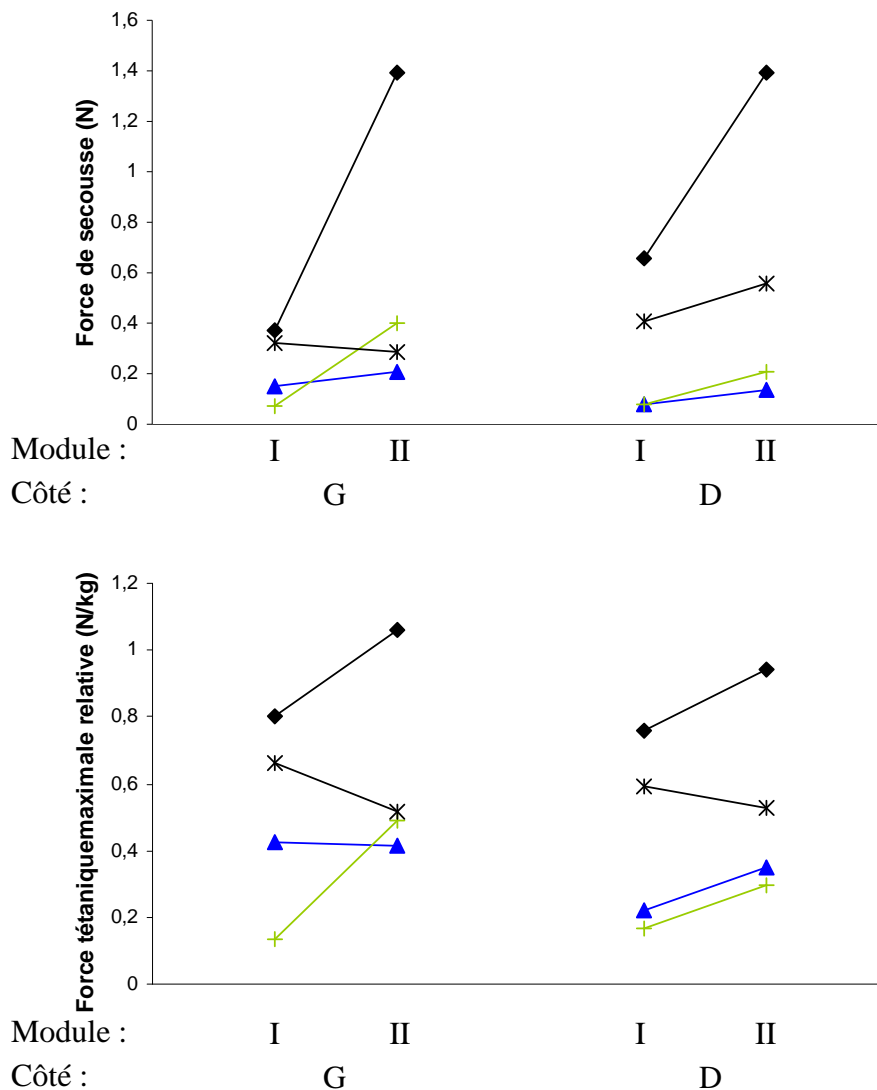 Force de secousse (N)
1,6
1,4
1,2
1
0,8
0,6
0,4
0,2
0
Module : I II I II
Côté : G D
Force tétaniquemaximale relative (N/kg)
1,2
1
0,8
0,6
0,4
0,2
0
Module : I II I II
Côté : G D